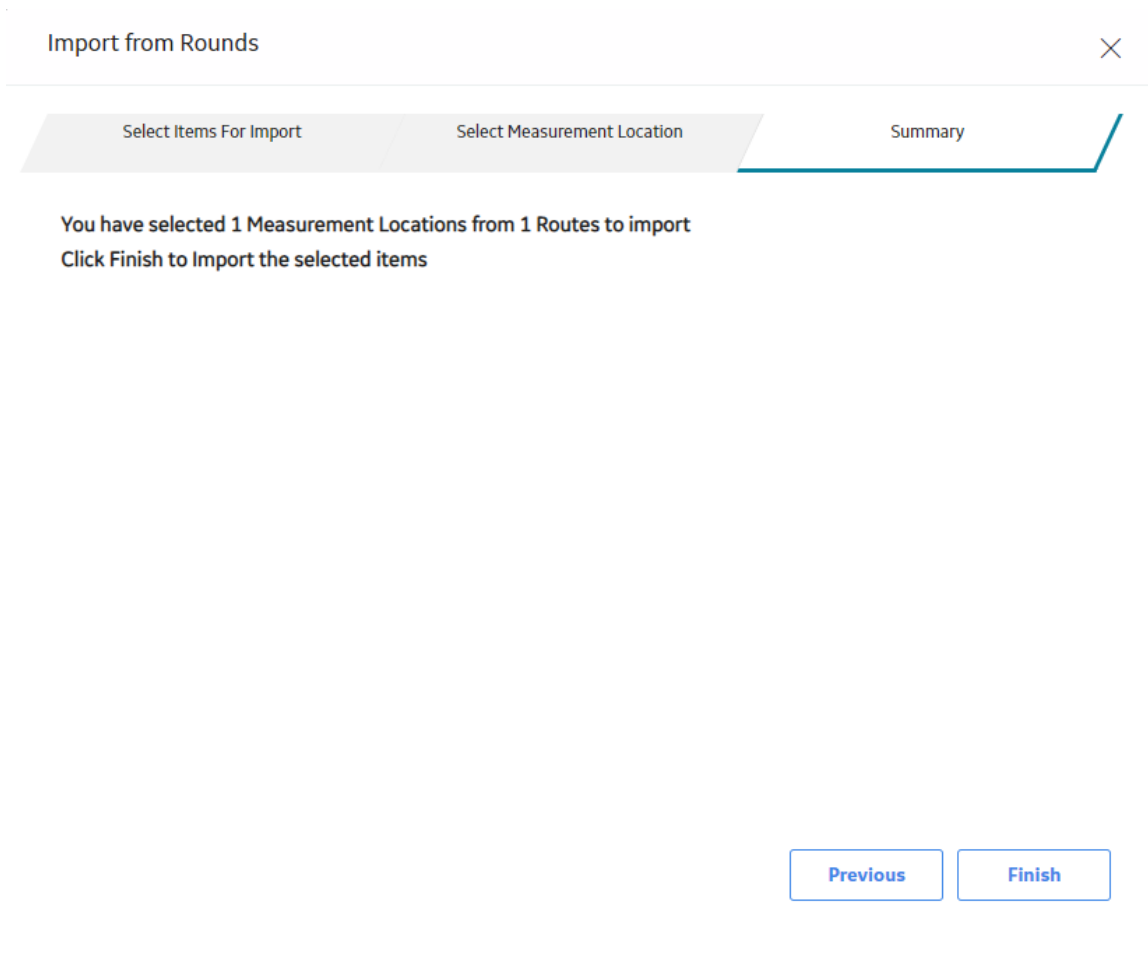 Import from Rounds
Select Items For Import
Select Measurement Location
Summary
You have selected 1 Measurement Locations from 1 Routes to import
Click Finish to Import the selected items
Previous
Finish